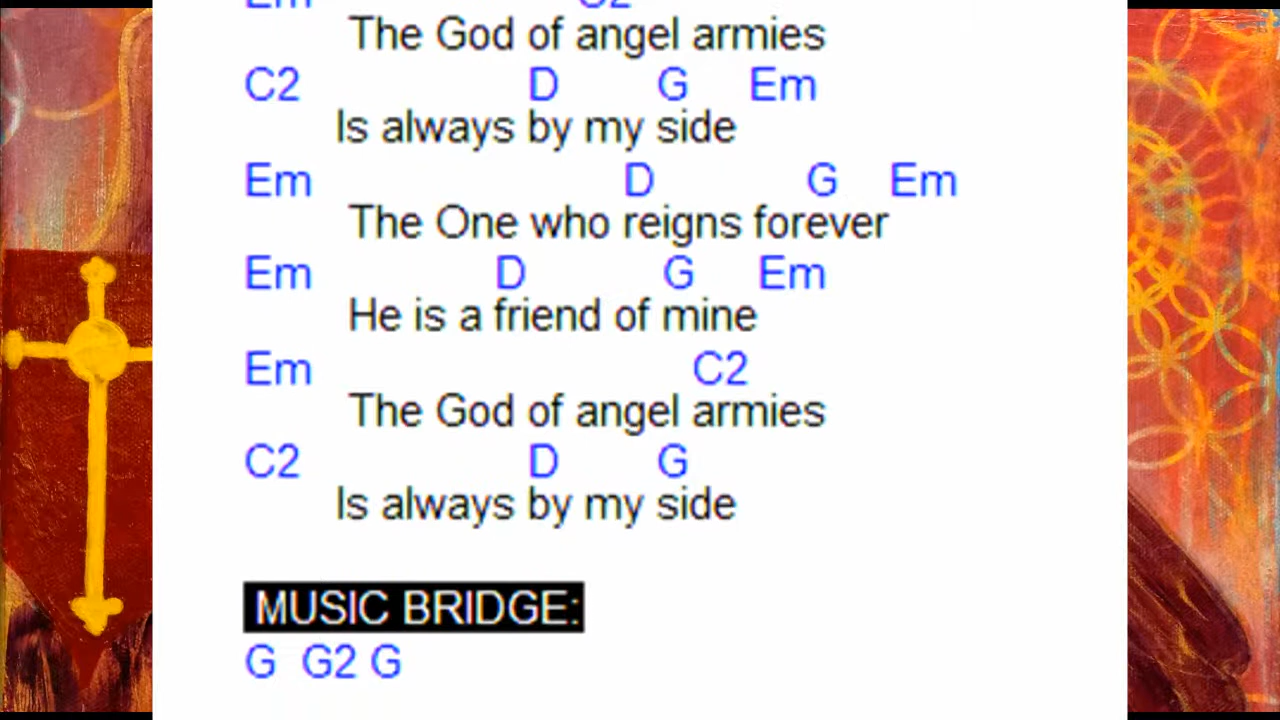 Em C2
The God of angel armies
C2 D G Em
Is always by my side
Em D G Em
The One who reigns forever
Em D G Em
He is a friend of mine
Em C2
The God of angel armies
C2 D G
Is always by my side
MUSIC BRIDGE:
G G2 G